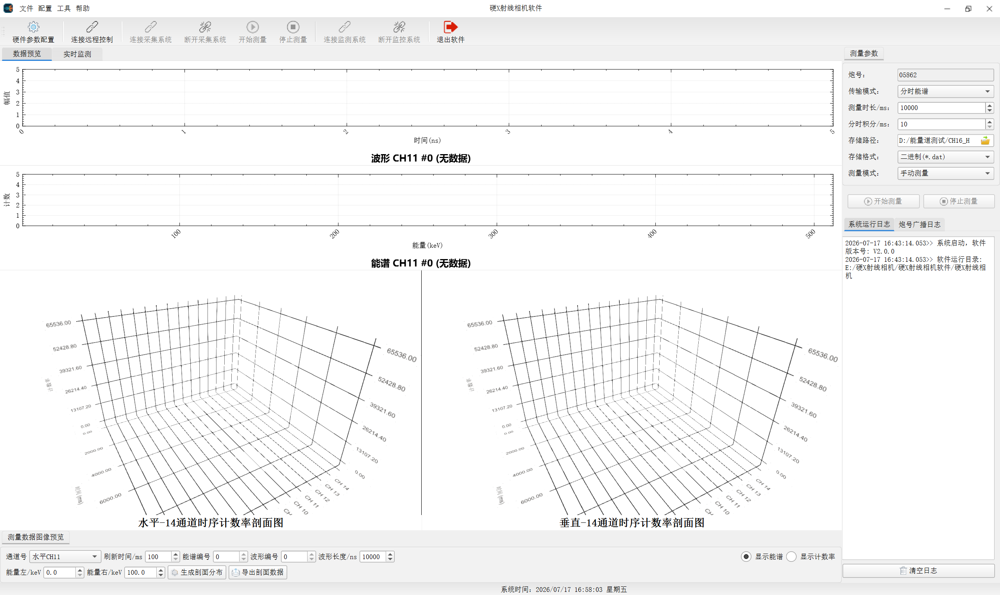 文件 配置 工具 帮助
硬X射线相机软件
硬件参数配置 连接远程控制 连接采集系统 断开采集系统 开始测量 停止测量 连接监测系统 断开监控系统 退出软件
数据预览 实时监测
5
4
3
2
1
0
幅值
0 1 2 3 4 5
时间(ns)
波形 CH11 #0 (无数据)
5
4
3
2
1
0
计数
100 200 300 400 500
能量(keV)
能谱 CH11 #0 (无数据)
65536.00
52428.80
39321.60
26214.40
13107.20
0.00
计数率
0.00
2000.00
4000.00
6000.00
时间(ms)
65536.00
52428.80
39321.60
26214.40
13107.20
0.00
CH 14
CH 13
CH 12
CH 11
CH 10
CH
水平-14通道时序计数率剖面图
65536.00
52428.80
39321.60
26214.40
13107.20
0.00
计数率
0.00
2000.00
4000.00
6000.00
时间(ms)
65536.00
52428.80
39321.60
26214.40
13107.20
0.00
CH 14
CH 13
CH 12
CH 11
CH 10
CH
垂直-14通道时序计数率剖面图
测量数据图像预览
通道号 水平CH11 刷新时间/ms 100 能谱编号 0 波形编号 0 波形长度/ns 10000 显示能谱 显示计数率
能量左/keV 0.0 能量右/keV 100.0 生成剖面分布 导出剖面数据
测量参数
炮号: 05862
传输模式: 分时能谱
测量时长/ms: 10000
分时积分/ms: 10
存储路径: D:/能量道测试/CH16_H
存储格式: 二进制(*.dat)
测量模式: 手动测量
开始测量 停止测量
系统运行日志 炮号广播日志
2026-07-17 16:43:14.053>> 系统启动, 软件
版本号: V2.0.0
2026-07-17 16:43:14.053>> 软件运行目录:
E:/硬X射线相机/硬X射线相机软件/硬X射线相
机
清空日志
系统时间: 2026/07/17 16:58:03 星期五